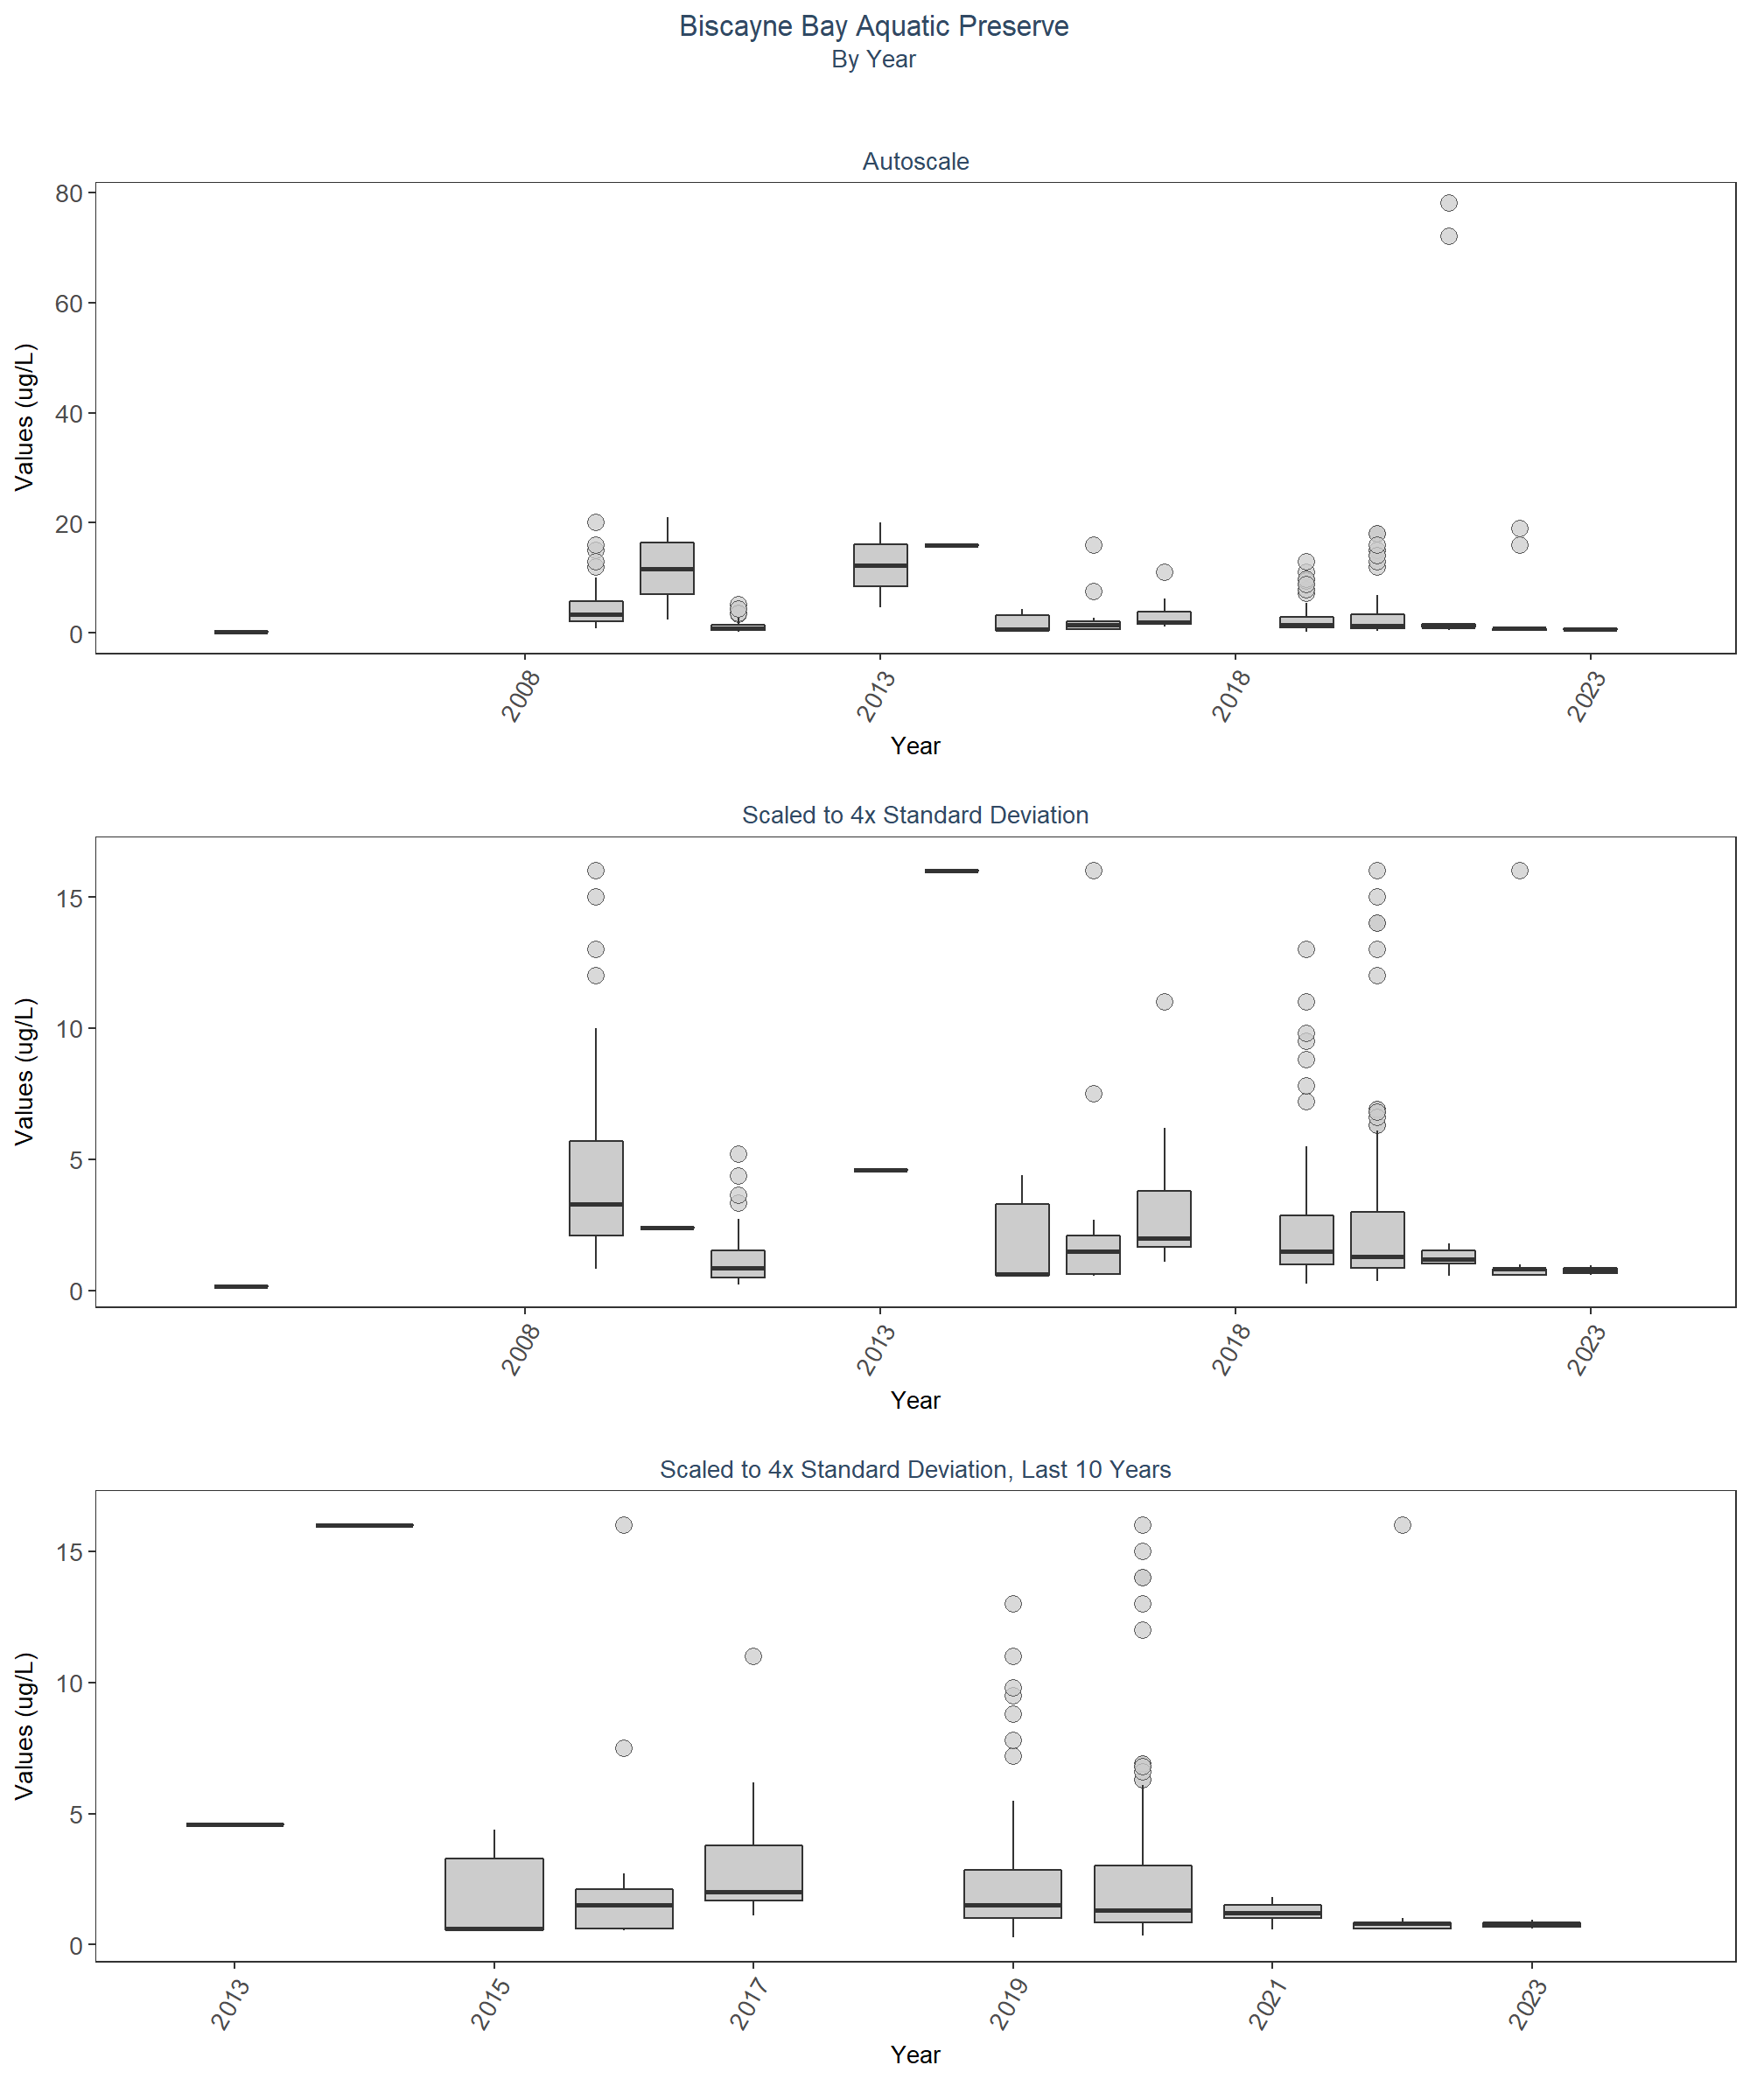 Biscayne Bay Aquatic Preserve
By Year
Autoscale
Values (ug/L)
80
60
40
20
0
2008
2013
2018
2023
Year
Scaled to 4x Standard Deviation
Values (ug/L)
15
10
5
0
2008
2013
2018
2023
Year
Scaled to 4x Standard Deviation, Last 10 Years
Values (ug/L)
15
10
5
0
2013
2015
2017
2019
2021
2023
Year